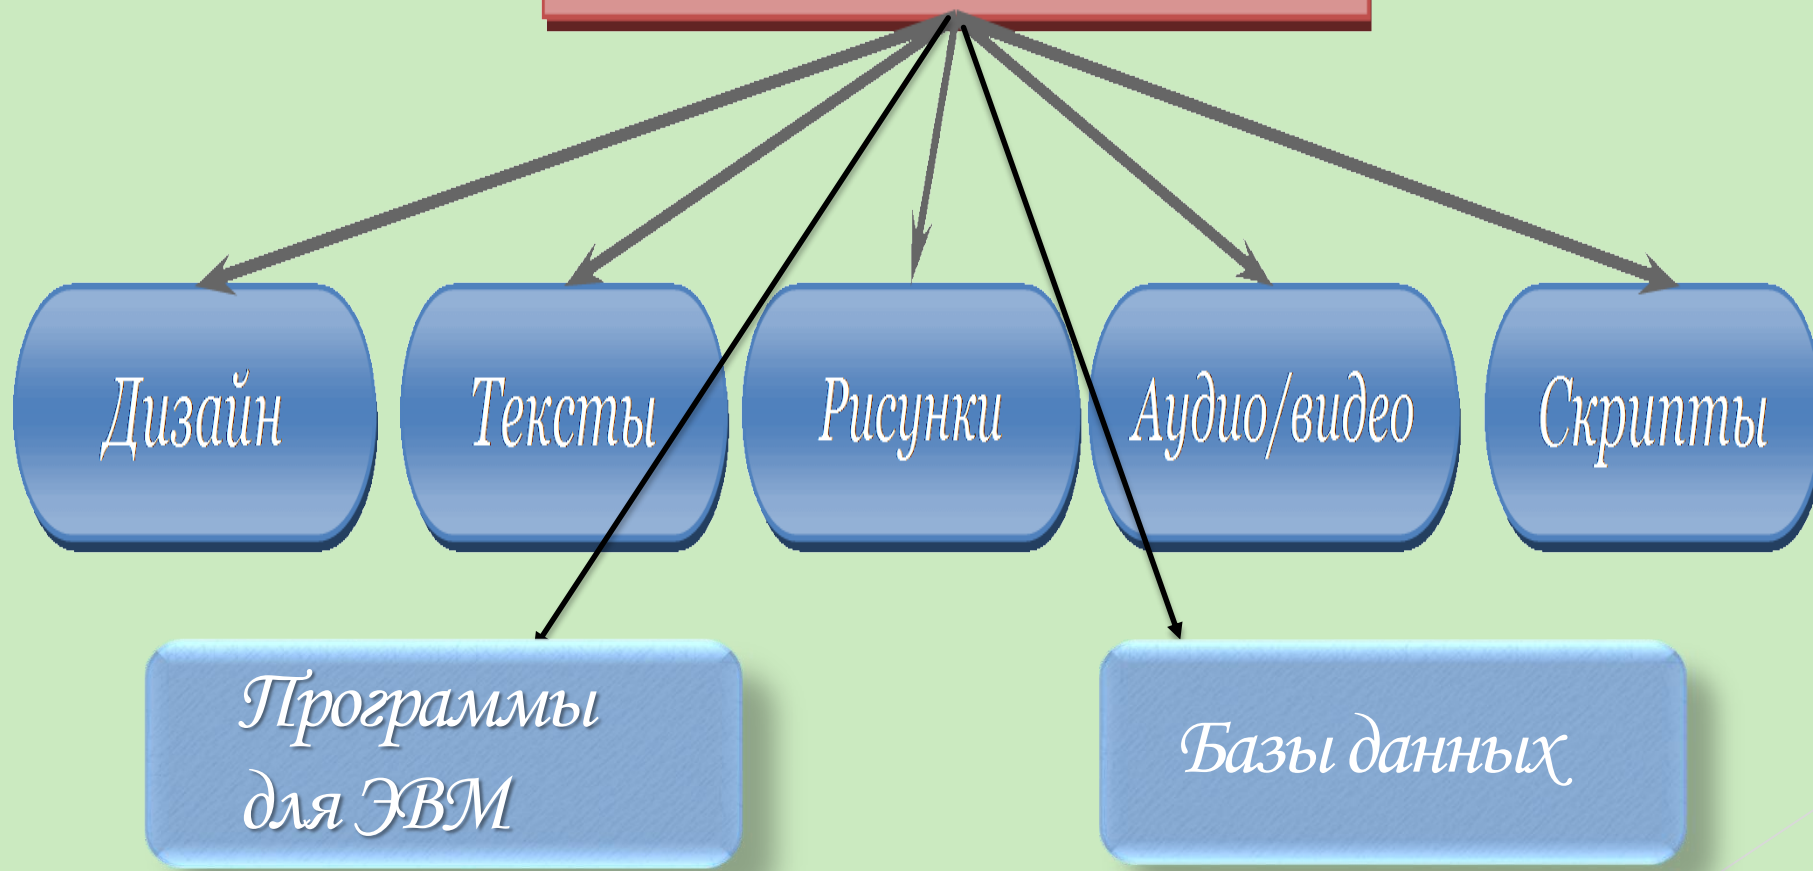 Дизайн
Тексты
Рисунки
Аудио/видео
Скрипты
Программы
для ЭВМ
Базы данных